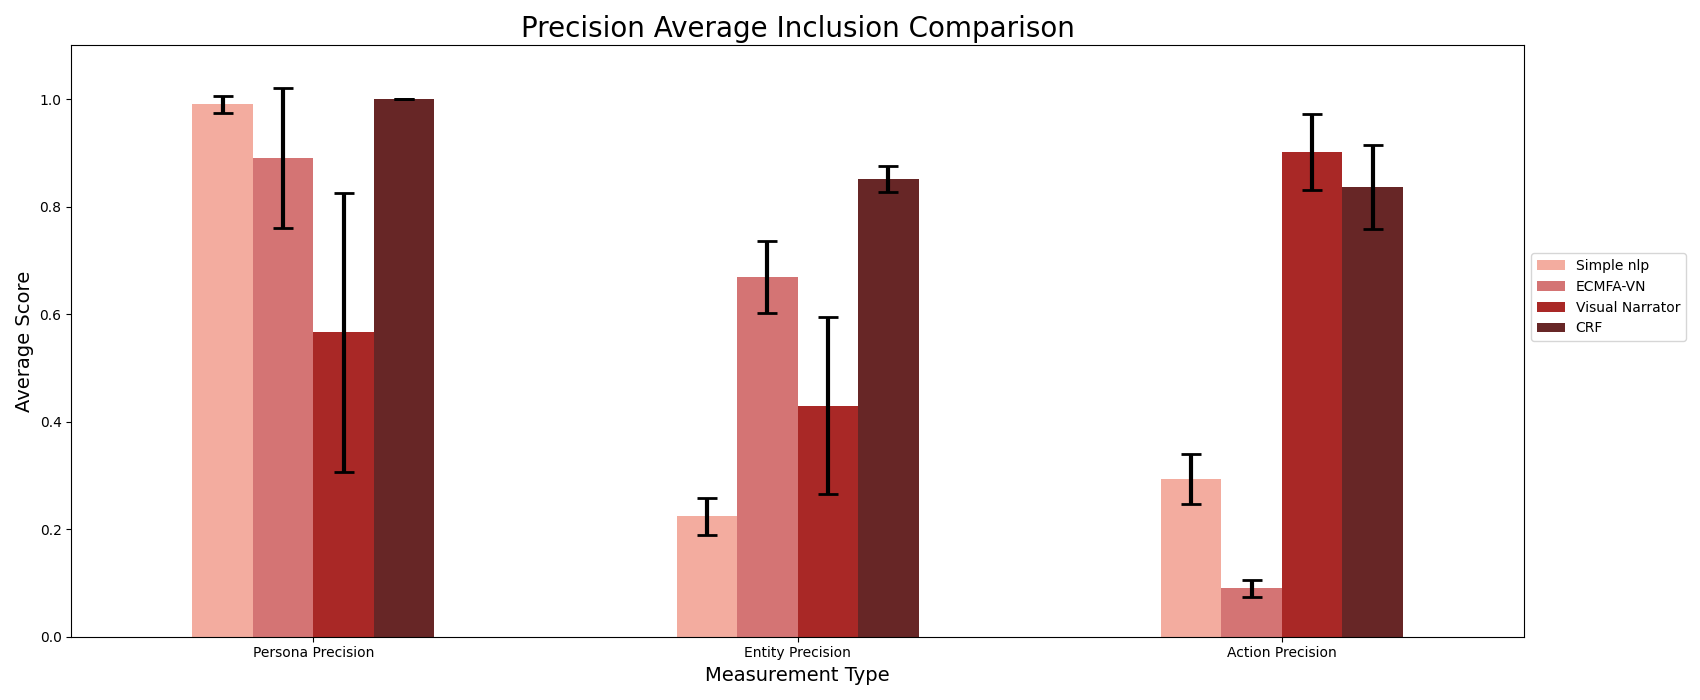 Precision Average Inclusion Comparison
1.0
0.8
0.6
0.4
0.2
0.0
Average Score
Persona Precision
Entity Precision
Action Precision
Measurement Type
Simple nlp
ECMFA-VN
Visual Narrator
CRF